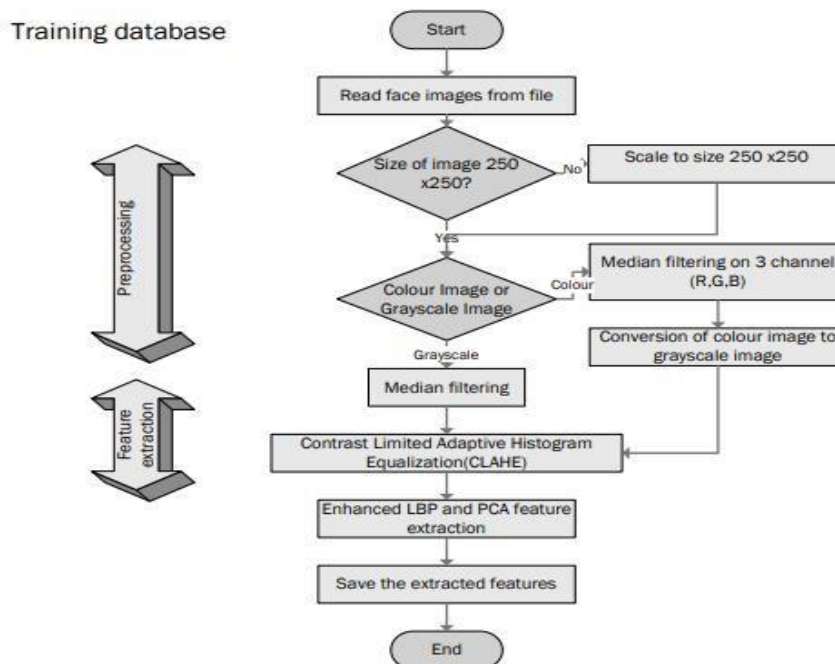 Training database
Start
Read face images from file
Size of image 250
x250?
No
Scale to size 250 x250
Yes
Preprocessing
Colour Image or
Grayscale Image
Colour
Median filtering on 3 channel
(R,G,B)
Conversion of colour image to
grayscale image
Grayscale
Median filtering
Feature
extraction
Contrast Limited Adaptive Histogram
Equalization(CLAHE)
Enhanced LBP and PCA feature
extraction
Save the extracted features
End